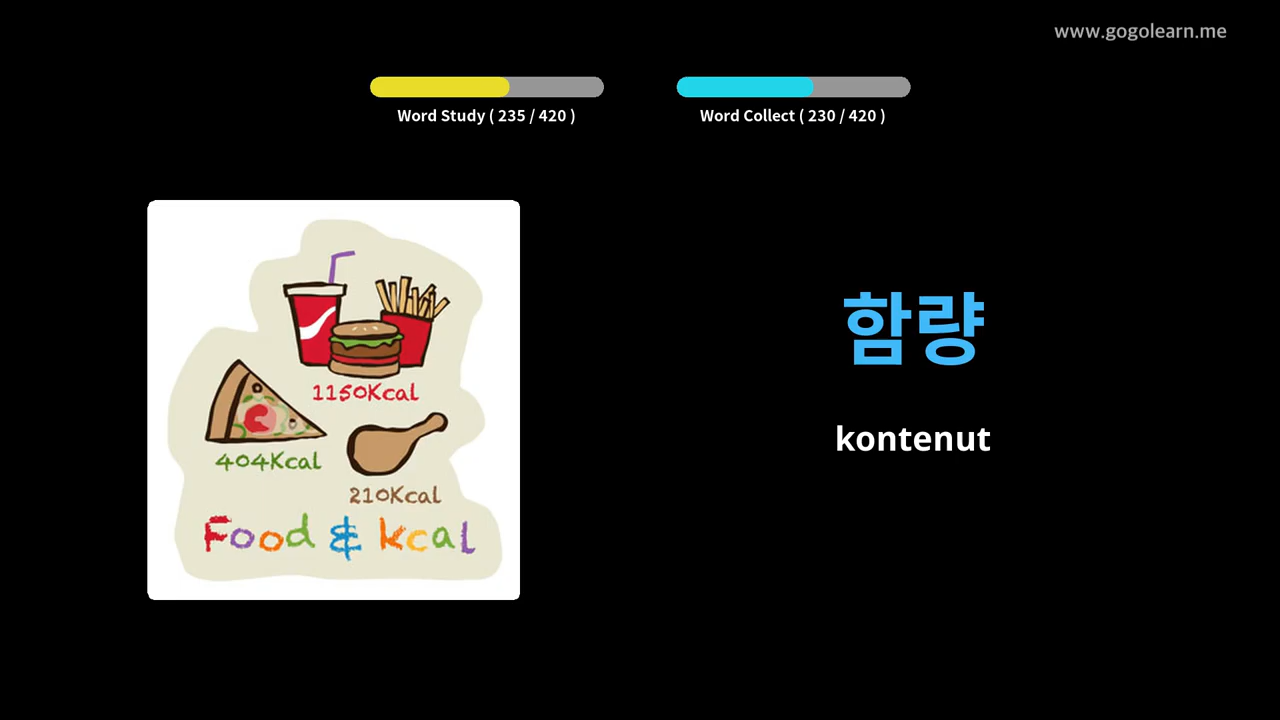 www.gogolearn.me
Word Study ( 235 / 420 )
Word Collect ( 230 / 420 )
1150Kcal
404Kcal
210Kcal
Food & kcal
함량
kontenut